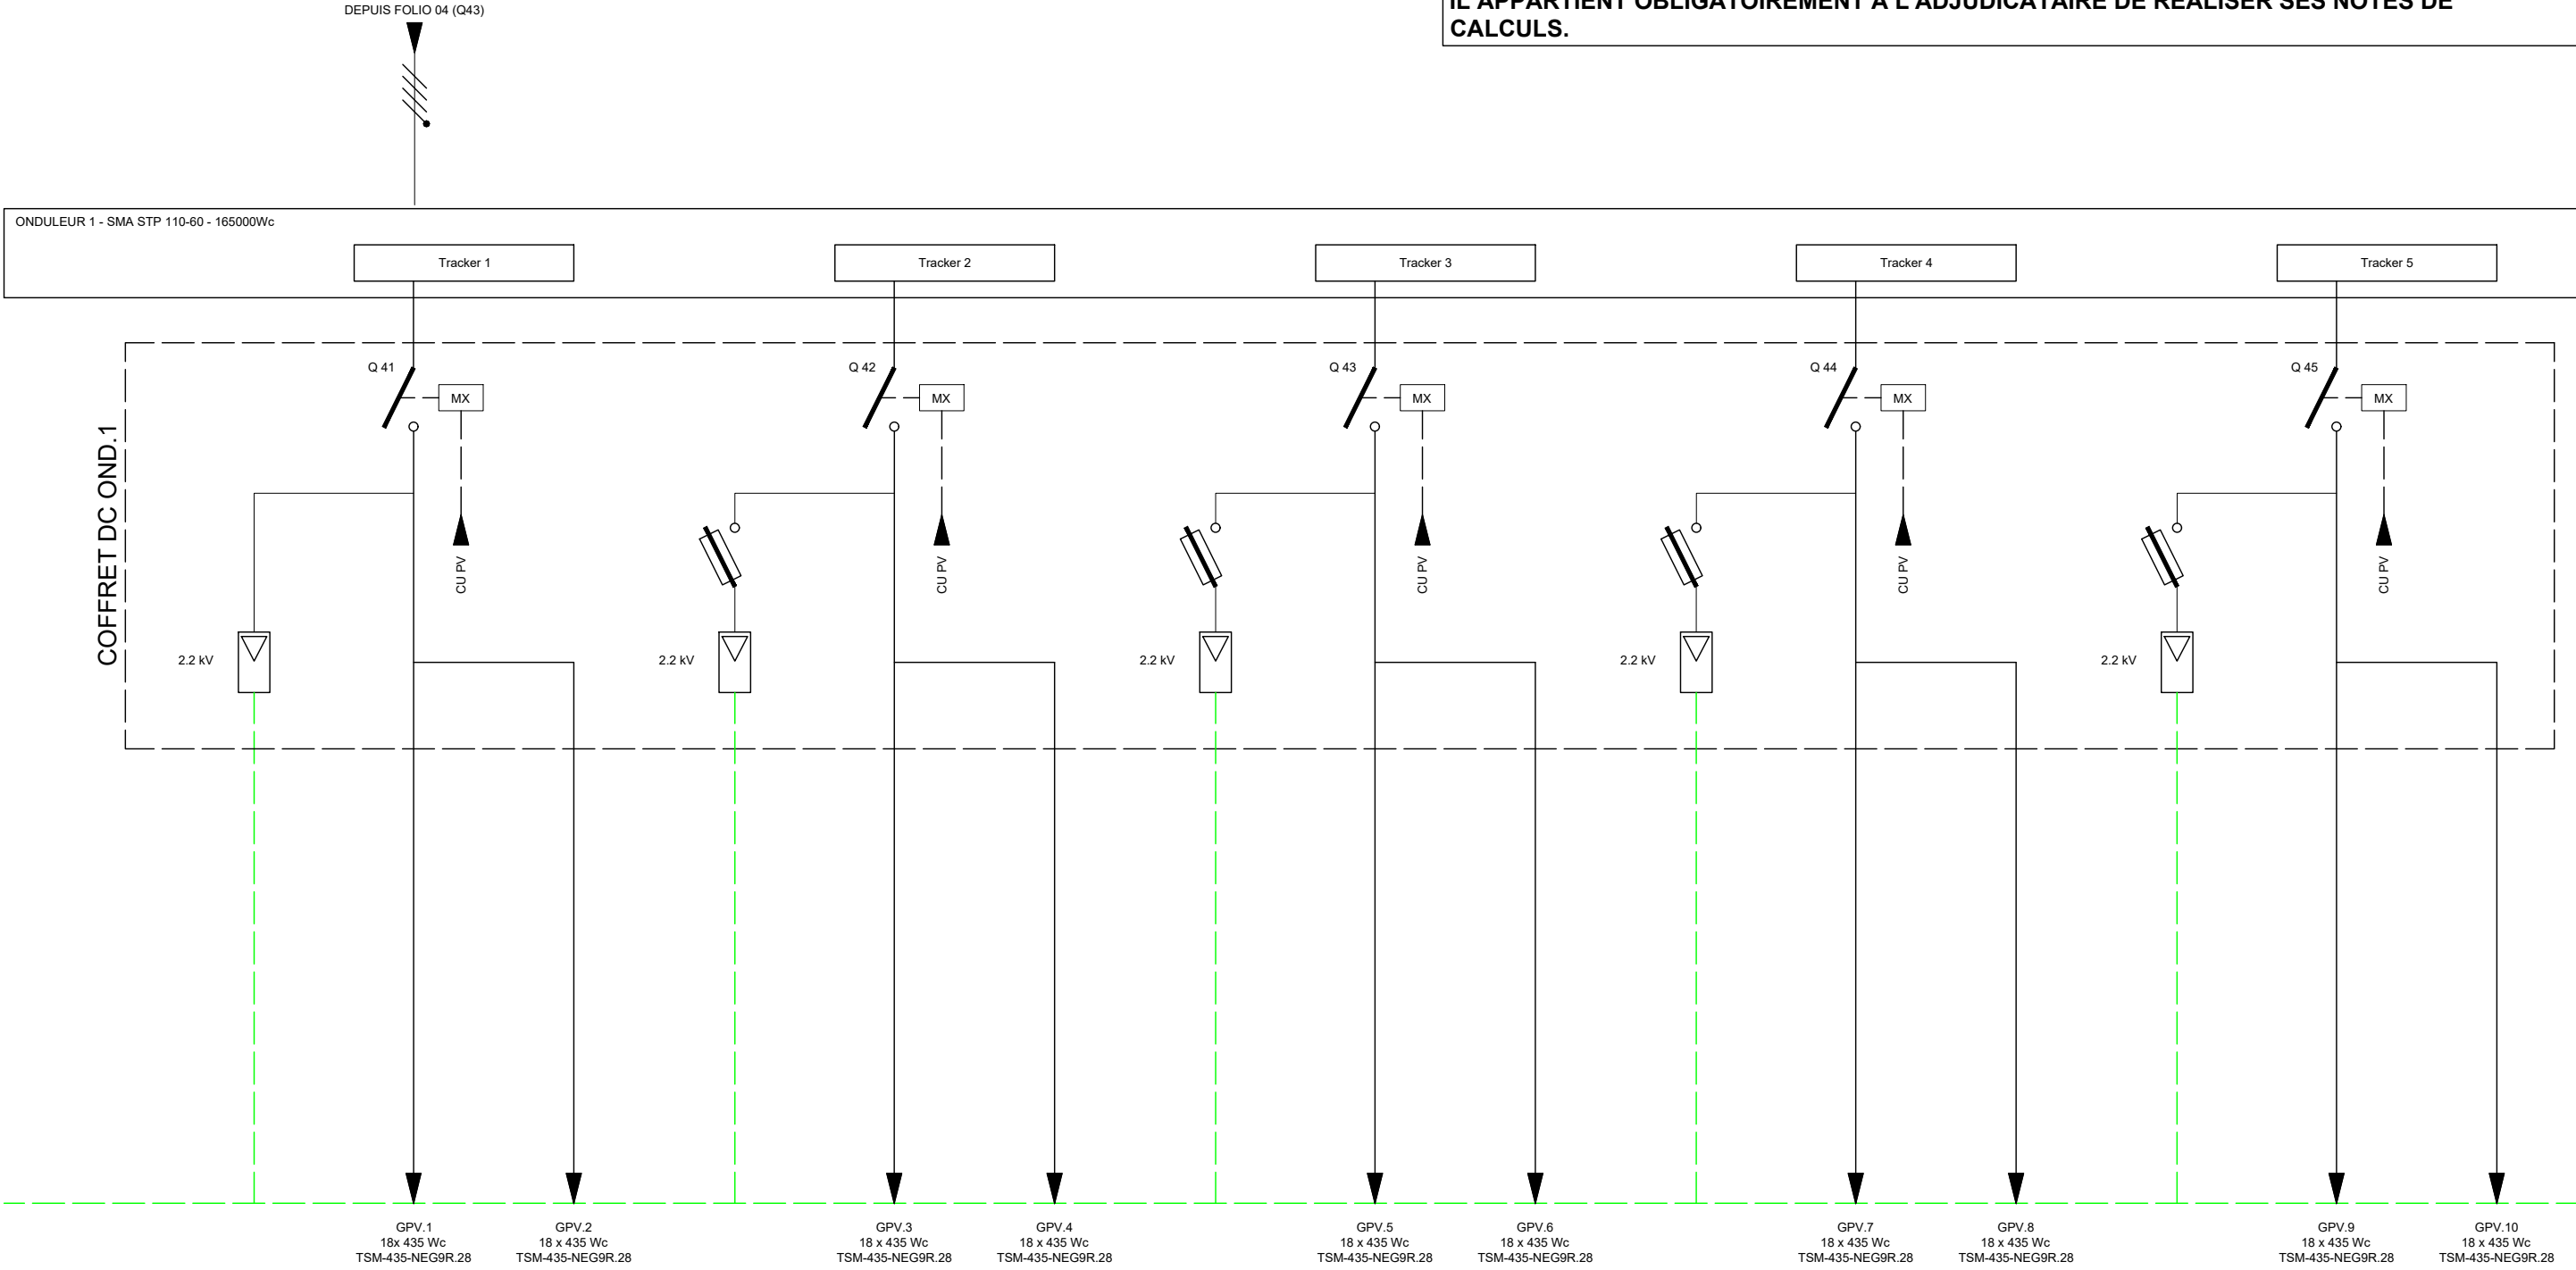 DEPUIS FOLIO 04 (Q43)
IL APPARTIENT OBLIGATOIREMENT A L'ADJUDICATAIRE DE REALISER SES NOTES DE
CALCULS.
ONDULEUR 1 - SMA STP 110-60 - 165000Wc
Tracker 1
Tracker 2
Tracker 3
Tracker 4
Tracker 5
COFFRET DC OND.1
Q 41
MX
Q 42
MX
Q 43
MX
Q 44
MX
Q 45
MX
CU PV
CU PV
CU PV
CU PV
CU PV
2.2 kV
2.2 kV
2.2 kV
2.2 kV
2.2 kV
GPV.1
18x 435 Wc
TSM-435-NEG9R.28
GPV.2
18 x 435 Wc
TSM-435-NEG9R.28
GPV.3
18 x 435 Wc
TSM-435-NEG9R.28
GPV.4
18 x 435 Wc
TSM-435-NEG9R.28
GPV.5
18 x 435 Wc
TSM-435-NEG9R.28
GPV.6
18 x 435 Wc
TSM-435-NEG9R.28
GPV.7
18 x 435 Wc
TSM-435-NEG9R.28
GPV.8
18 x 435 Wc
TSM-435-NEG9R.28
GPV.9
18 x 435 Wc
TSM-435-NEG9R.28
GPV.10
18 x 435 Wc
TSM-435-NEG9R.28